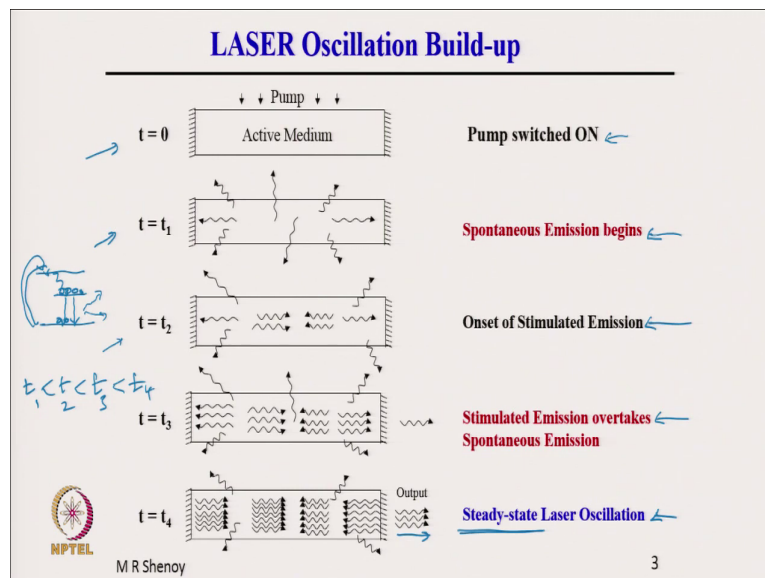 LASER Oscillation Build-up
Pump
t = 0
Active Medium
Pump switched ON
t = t₁
Spontaneous Emission begins
t = t₂
Onset of Stimulated Emission
t₁ < t₂ < t₃ < t₄
t = t₃
Stimulated Emission overtakes
Spontaneous Emission
Output
t = t₄
Steady-state Laser Oscillation
NPTEL
M R Shenoy
3